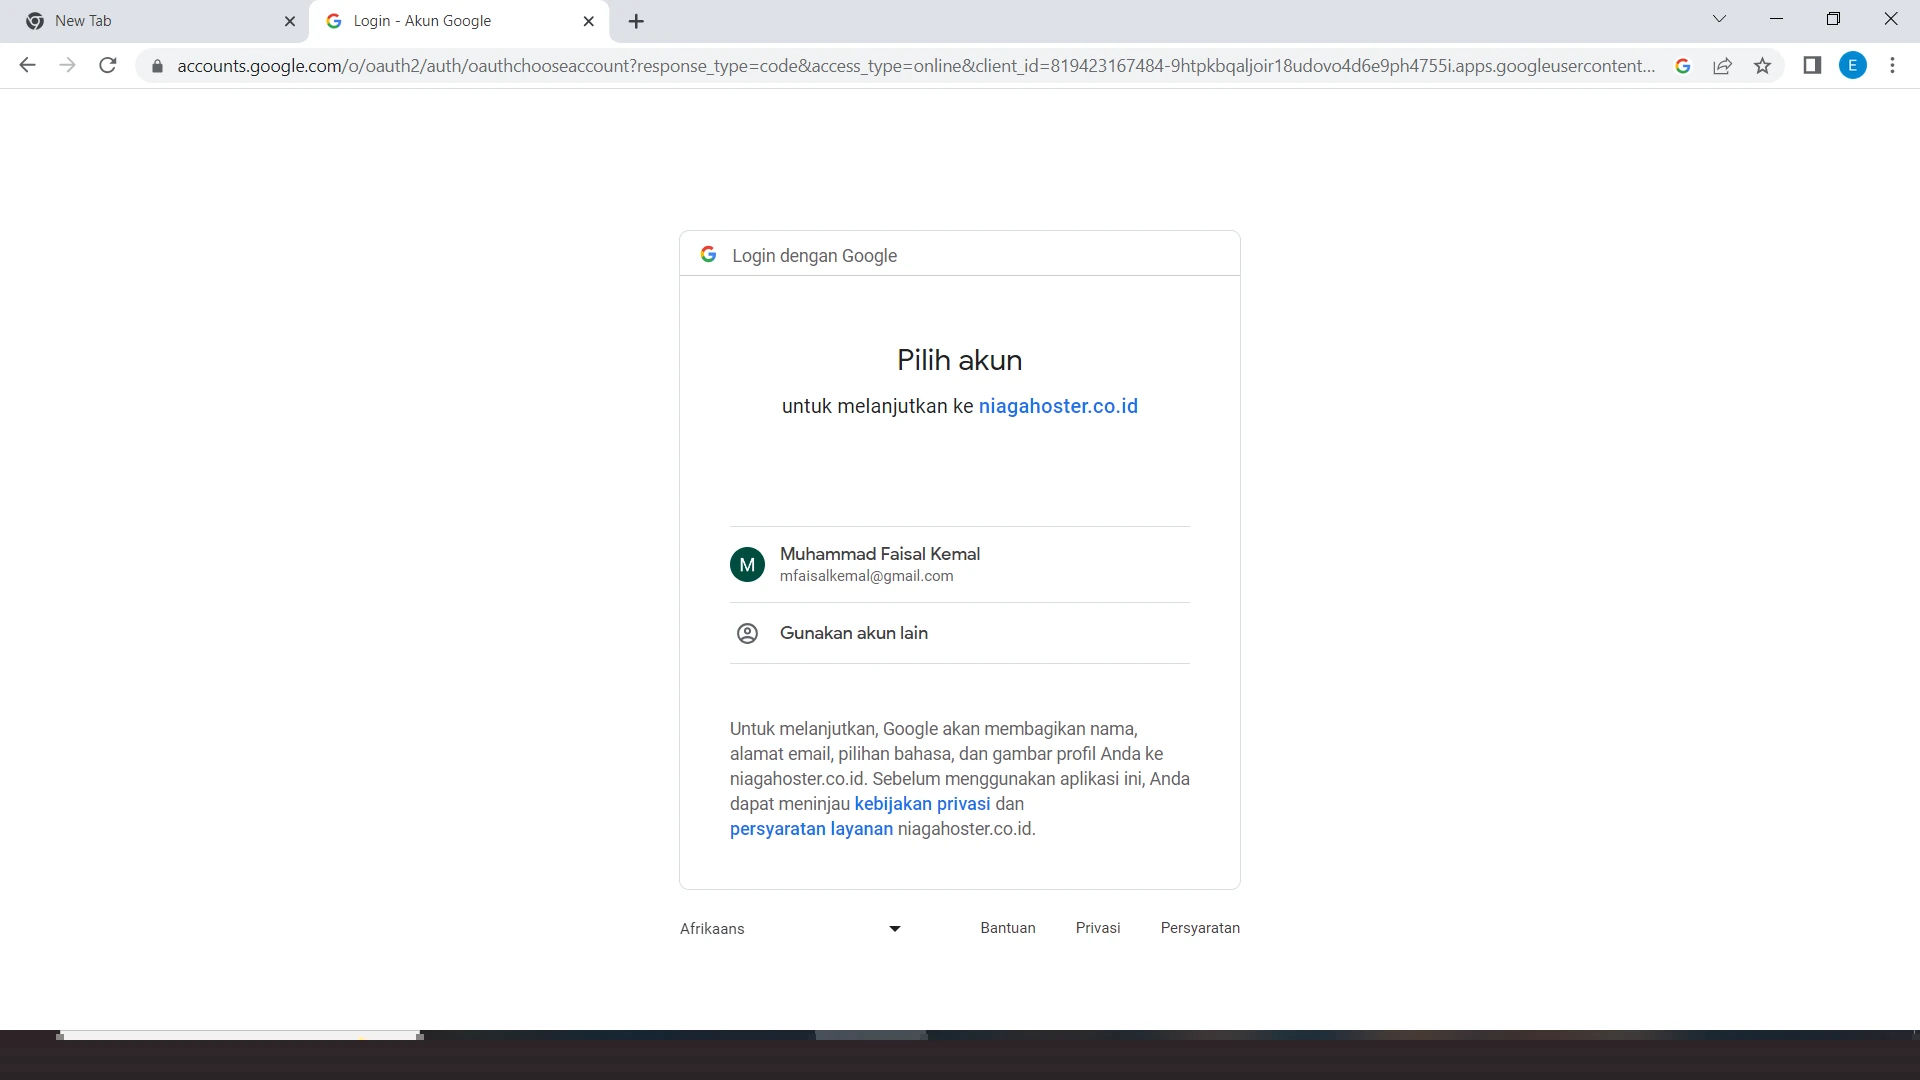 New Tab
Login - Akun Google
accounts.google.com/o/oauth2/auth/oauthchooseaccount?response_type=code&access_type=online&client_id=819423167484-9htpkbqaljoir18udovo4d6e9ph4755i.apps.googleusercontent...
E
Login dengan Google
Pilih akun
untuk melanjutkan ke niagahoster.co.id
M
Muhammad Faisal Kemal
mfaisalkemal@gmail.com
Gunakan akun lain
Untuk melanjutkan, Google akan membagikan nama,
alamat email, pilihan bahasa, dan gambar profil Anda ke
niagahoster.co.id. Sebelum menggunakan aplikasi ini, Anda
dapat meninjau kebijakan privasi dan
persyaratan layanan niagahoster.co.id.
Afrikaans
Bantuan
Privasi
Persyaratan